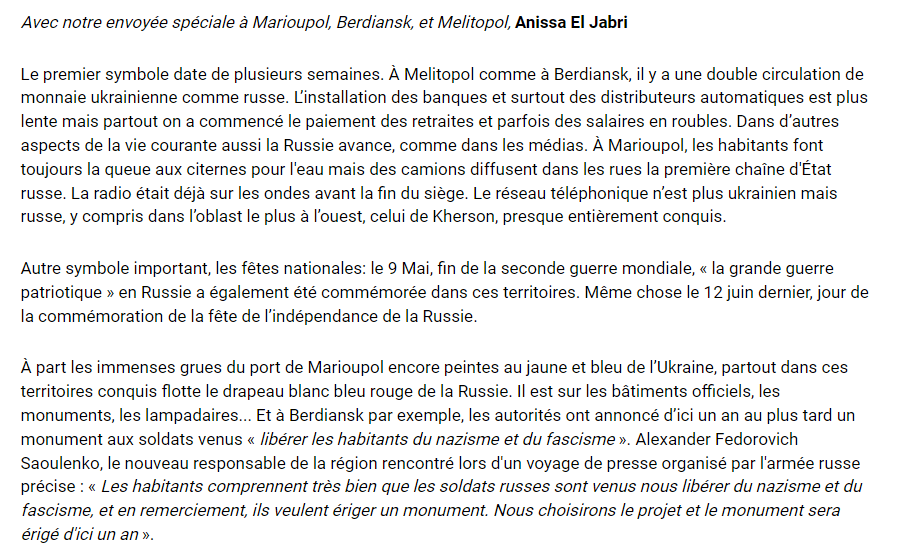 Avec notre envoyée spéciale à Marioupol, Berdiansk, et Melitopol, Anissa El Jabri
Le premier symbole date de plusieurs semaines. À Melitopol comme à Berdiansk, il y a une double circulation de
monnaie ukrainienne comme russe. L'installation des banques et surtout des distributeurs automatiques est plus
lente mais partout on a commencé le paiement des retraites et parfois des salaires en roubles. Dans d'autres
aspects de la vie courante aussi la Russie avance, comme dans les médias. À Marioupol, les habitants font
toujours la queue aux citernes pour l'eau mais des camions diffusent dans les rues la première chaîne d'État
russe. La radio était déjà sur les ondes avant la fin du siège. Le réseau téléphonique n'est plus ukrainien mais
russe, y compris dans l'oblast le plus à l'ouest, celui de Kherson, presque entièrement conquis.
Autre symbole important, les fêtes nationales: le 9 Mai, fin de la seconde guerre mondiale, « la grande guerre
patriotique » en Russie a également été commémorée dans ces territoires. Même chose le 12 juin dernier, jour de
la commémoration de la fête de l'indépendance de la Russie.
À part les immenses grues du port de Marioupol encore peintes au jaune et bleu de l'Ukraine, partout dans ces
territoires conquis flotte le drapeau blanc bleu rouge de la Russie. Il est sur les bâtiments officiels, les
monuments, les lampadaires... Et à Berdiansk par exemple, les autorités ont annoncé d'ici un an au plus tard un
monument aux soldats venus « libérer les habitants du nazisme et du fascisme ». Alexander Fedorovich
Saoulenko, le nouveau responsable de la région rencontré lors d'un voyage de presse organisé par l'armée russe
précise : « Les habitants comprennent très bien que les soldats russes sont venus nous libérer du nazisme et du
fascisme, et en remerciement, ils veulent ériger un monument. Nous choisirons le projet et le monument sera
érigé d'ici un an ».